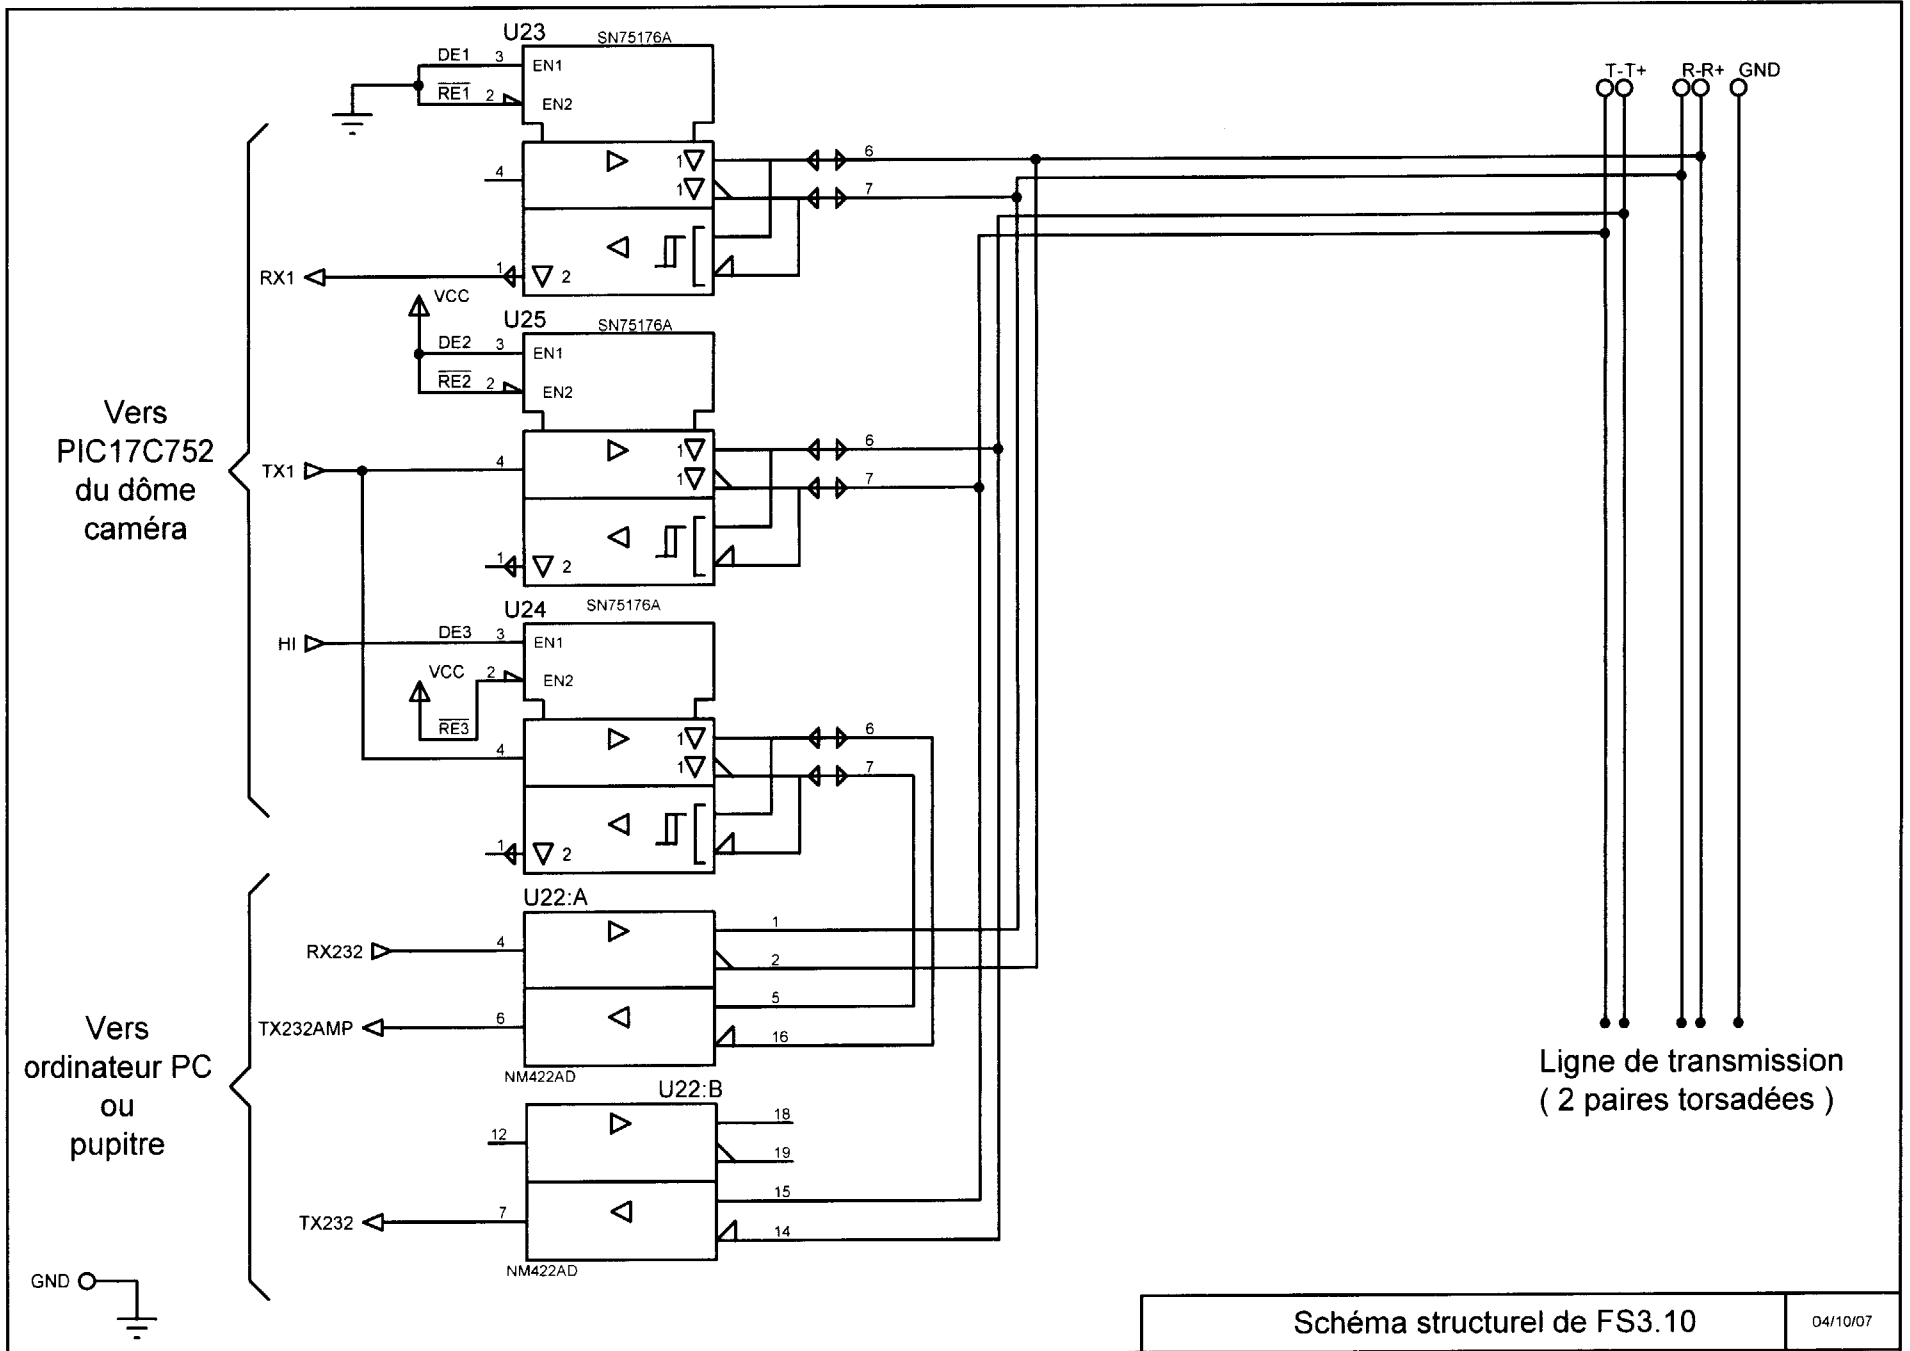 U23
SN75176A
DE1 3 EN1
RE1 2 EN2
4
1
1
6
7
RX1
1
2
VCC
U25
SN75176A
DE2 3 EN1
RE2 2 EN2
TX1
4
1
1
6
7
1
2
U24
SN75176A
HI
DE3 3 EN1
VCC
2 EN2
RE3
4
1
1
6
7
1
2
Vers
PIC17C752
du dôme
caméra
U22:A
RX232
4
1
2
TX232AMP
6
5
16
NM422AD
U22:B
12
18
19
TX232
7
15
14
NM422AD
Vers
ordinateur PC
ou
pupitre
GND
T- T+ R- R+ GND
Ligne de transmission
( 2 paires torsadées )
Schéma structurel de FS3.10
04/10/07